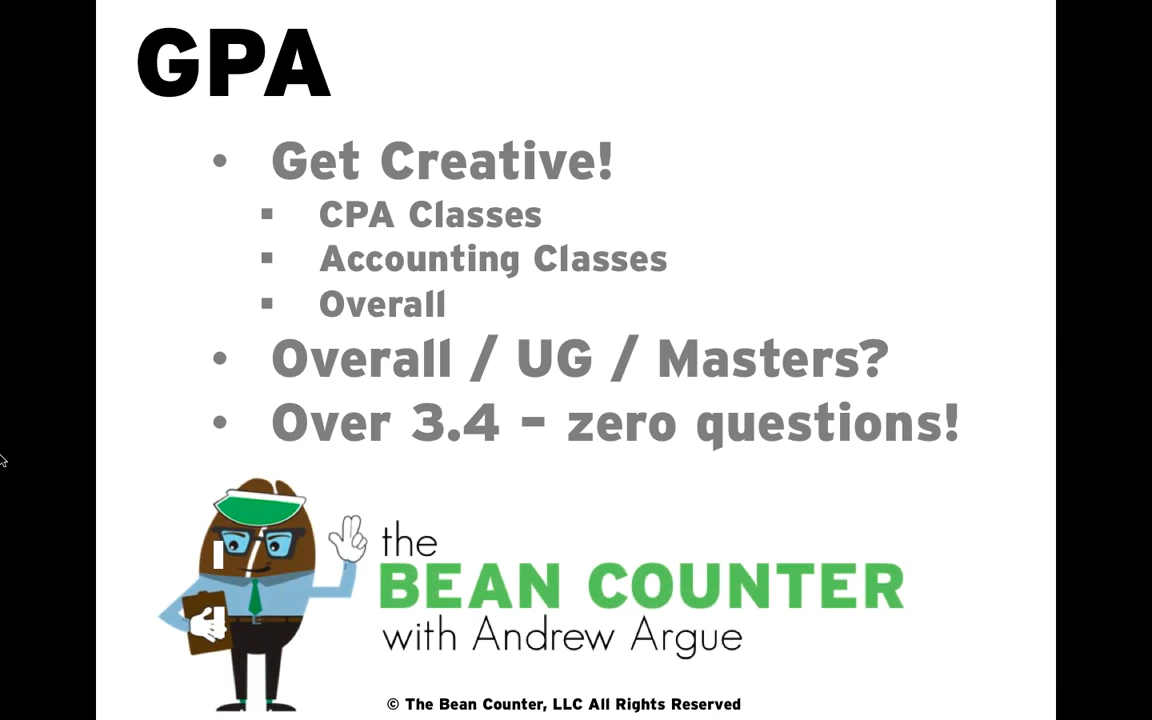 GPA
• Get Creative!
▪ CPA Classes
▪ Accounting Classes
▪ Overall
• Overall / UG / Masters?
• Over 3.4 – zero questions!
the
BEAN COUNTER
with Andrew Argue
© The Bean Counter, LLC All Rights Reserved